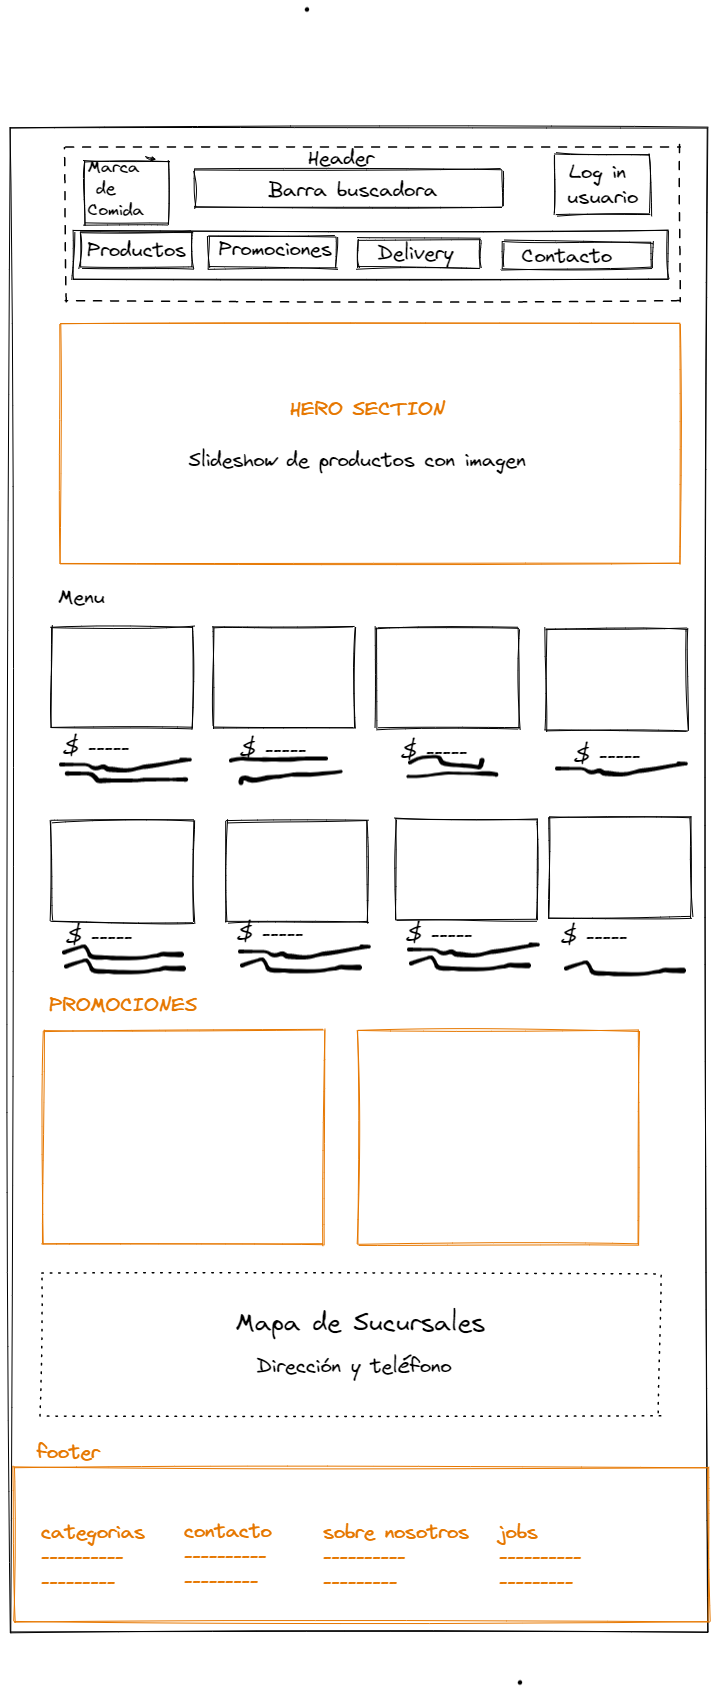 Header
Marca
de
Comida
Barra buscadora
Log in
usuario
Productos
Promociones
Delivery
Contacto
HERO SECTION
Slideshow de productos con imagen
Menu
$ -----
$ -----
$ -----
$ -----
$ -----
$ -----
$ -----
$ -----
PROMOCIONES
Mapa de Sucursales
Dirección y teléfono
footer
categorias
----------
---------
contacto
----------
---------
sobre nosotros
----------
---------
jobs
----------
---------